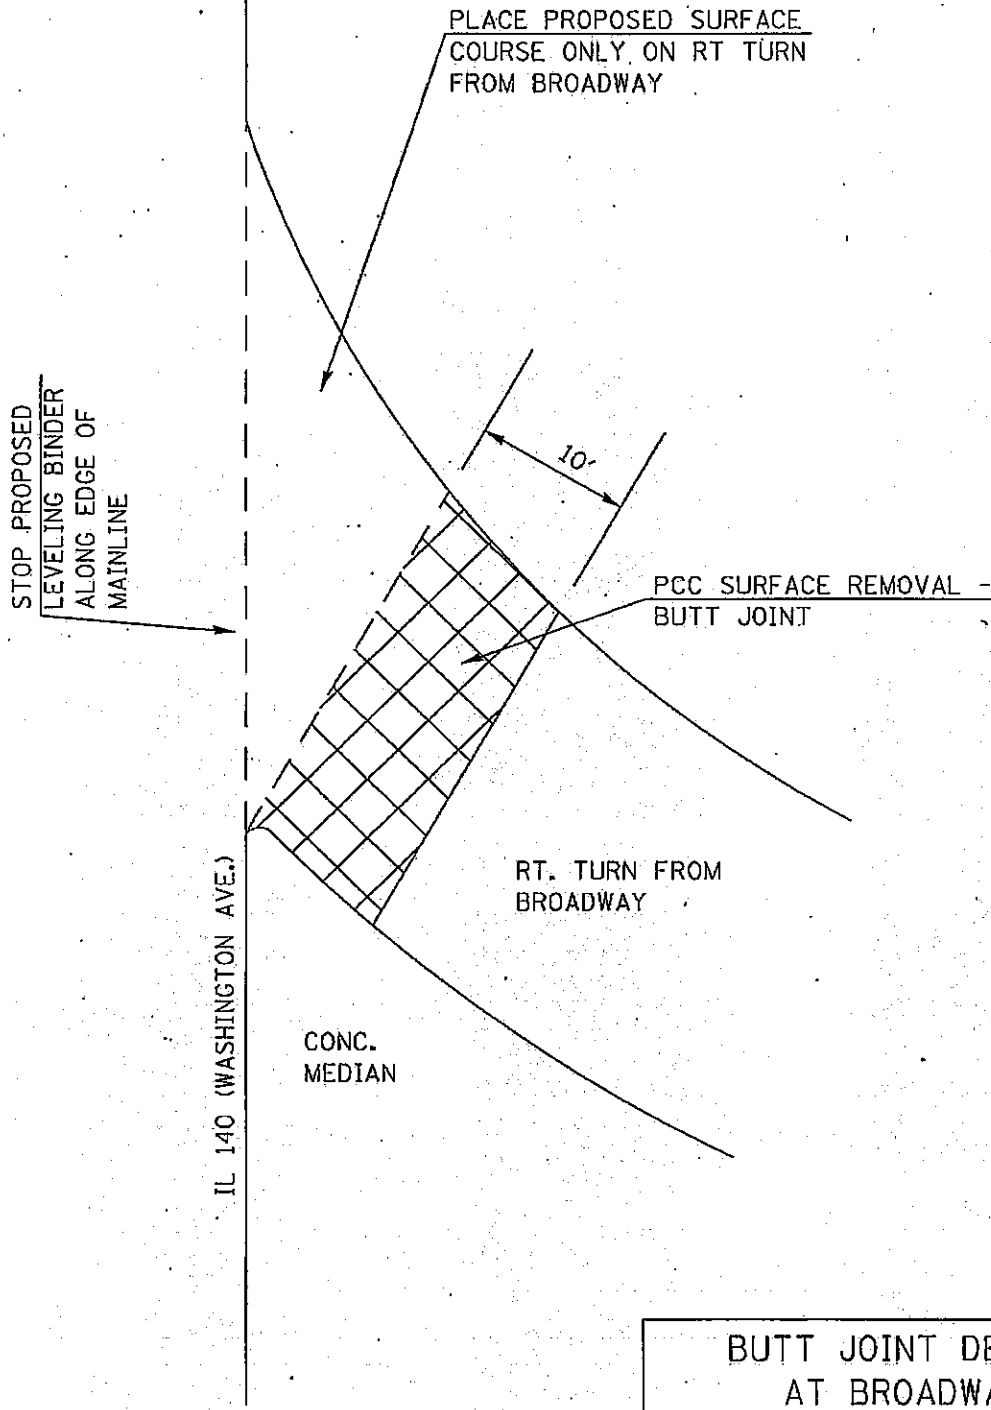 PLACE PROPOSED SURFACE
COURSE ONLY ON RT TURN
FROM BROADWAY
STOP PROPOSED
LEVELING BINDER
ALONG EDGE OF
MAINLINE
10'
PCC SURFACE REMOVAL -
BUTT JOINT
RT. TURN FROM
BROADWAY
IL 140 (WASHINGTON AVE.)
CONC.
MEDIAN
BUTT JOINT
AT